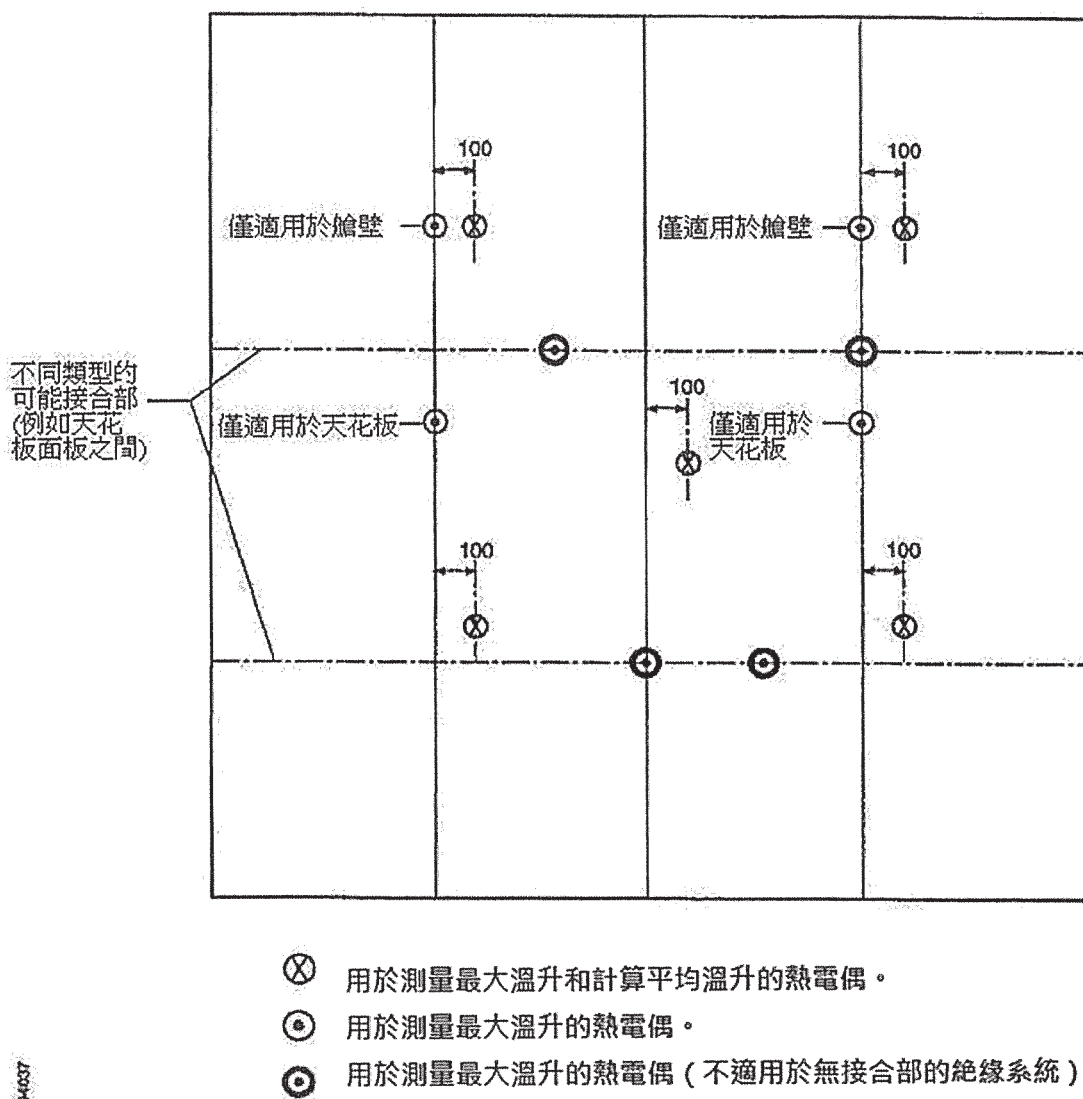 100
100
僅適用於艙壁
僅適用於艙壁
不同類型的
可能接合部
(例如天花
板面板之間)
100
僅適用於天花板
僅適用於
天花板
100
100
用於測量最大溫升和計算平均溫升的熱電偶。
用於測量最大溫升的熱電偶。
用於測量最大溫升的熱電偶(不適用於無接合部的絕緣系統)